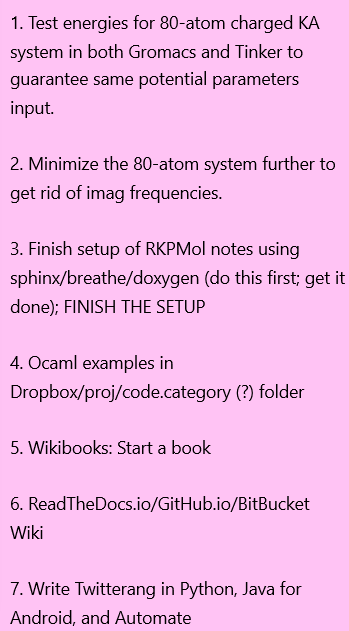 1. Test energies for 80-atom charged KA
system in both Gromacs and Tinker to
guarantee same potential parameters
input.
2. Minimize the 80-atom system further to
get rid of imag frequencies.
3. Finish setup of RKPMol notes using
sphinx/breathe/doxygen (do this first; get it
done); FINISH THE SETUP
4. Ocaml examples in
Dropbox/proj/code.category (?) folder
5. Wikibooks: Start a book
6. ReadTheDocs.io/GitHub.io/BitBucket
Wiki
7. Write Twitterang in Python, Java for
Android, and Automate